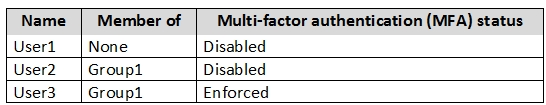 Name Member of Multi-factor authentication (MFA) status
User1 None Disabled
User2 Group1 Disabled
User3 Group1 Enforced